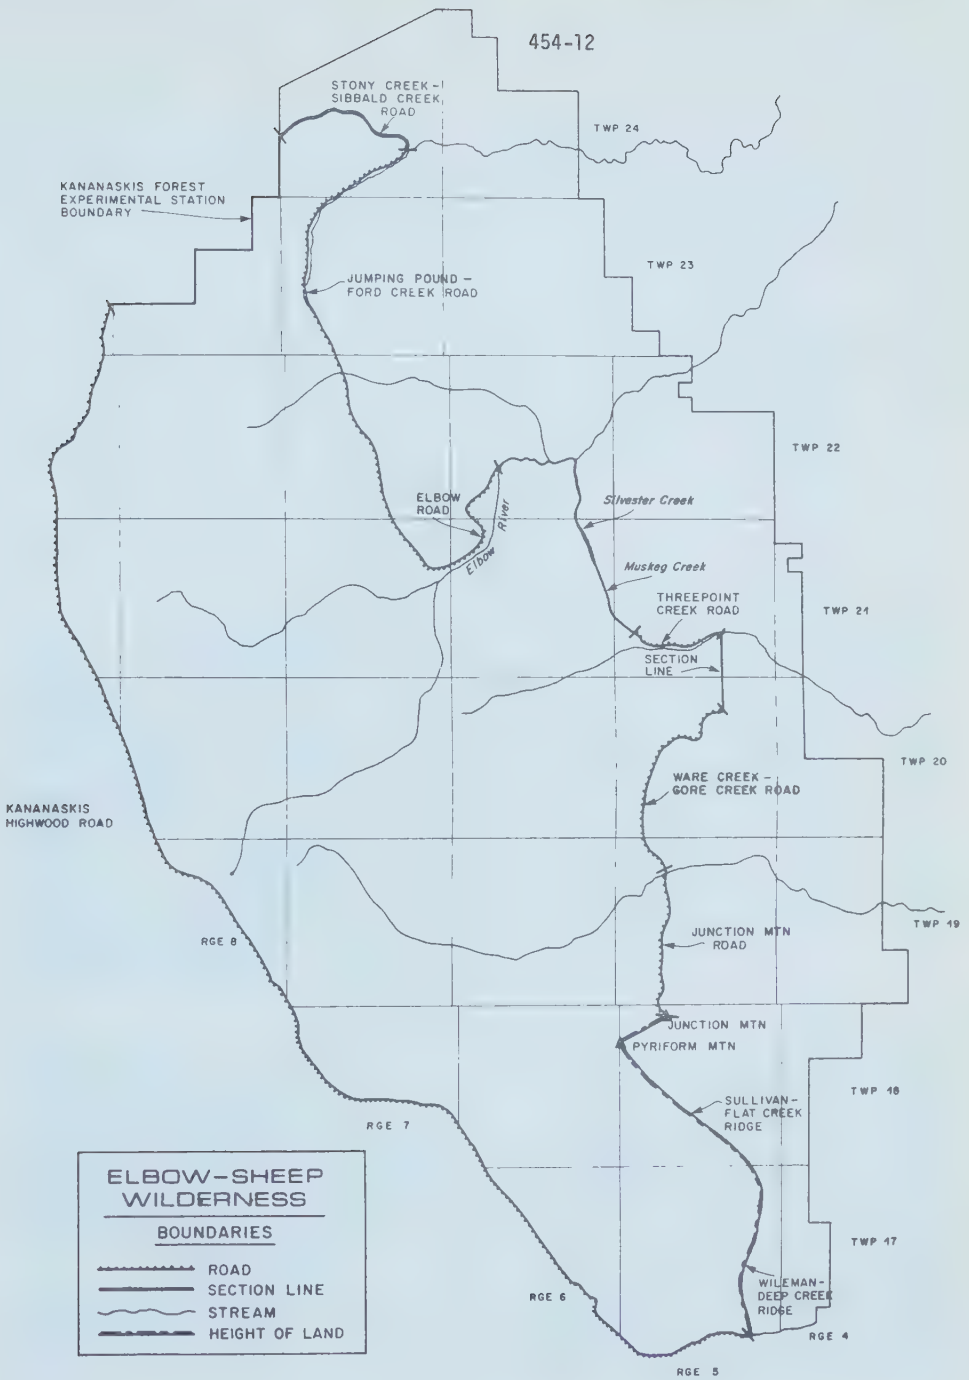 454-12
STONY CREEK -
SIBBALD CREEK
ROAD
TWP 24
KANANASKIS FOREST
EXPERIMENTAL STATION
BOUNDARY
TWP 23
JUMPING POUND -
FORD CREEK ROAD
TWP 22
ELBOW
ROAD
River
Elbow
Silvester Creek
Muskeg Creek
THREEPOINT
CREEK ROAD
TWP 21
SECTION
LINE
TWP 20
WARE CREEK -
GORE CREEK ROAD
KANANASKIS
HIGHWOOD ROAD
TWP 19
RGE 8
JUNCTION MTN
ROAD
JUNCTION MTN
PYRIFORM MTN
TWP 18
SULLIVAN-
FLAT CREEK
RIDGE
RGE 7
TWP 17
WILEMAN-
DEEP CREEK
RIDGE
RGE 6
RGE 4
RGE 5
ELBOW-SHEEP
WILDERNESS
BOUNDARIES
ROAD
SECTION LINE
STREAM
HEIGHT OF LAND